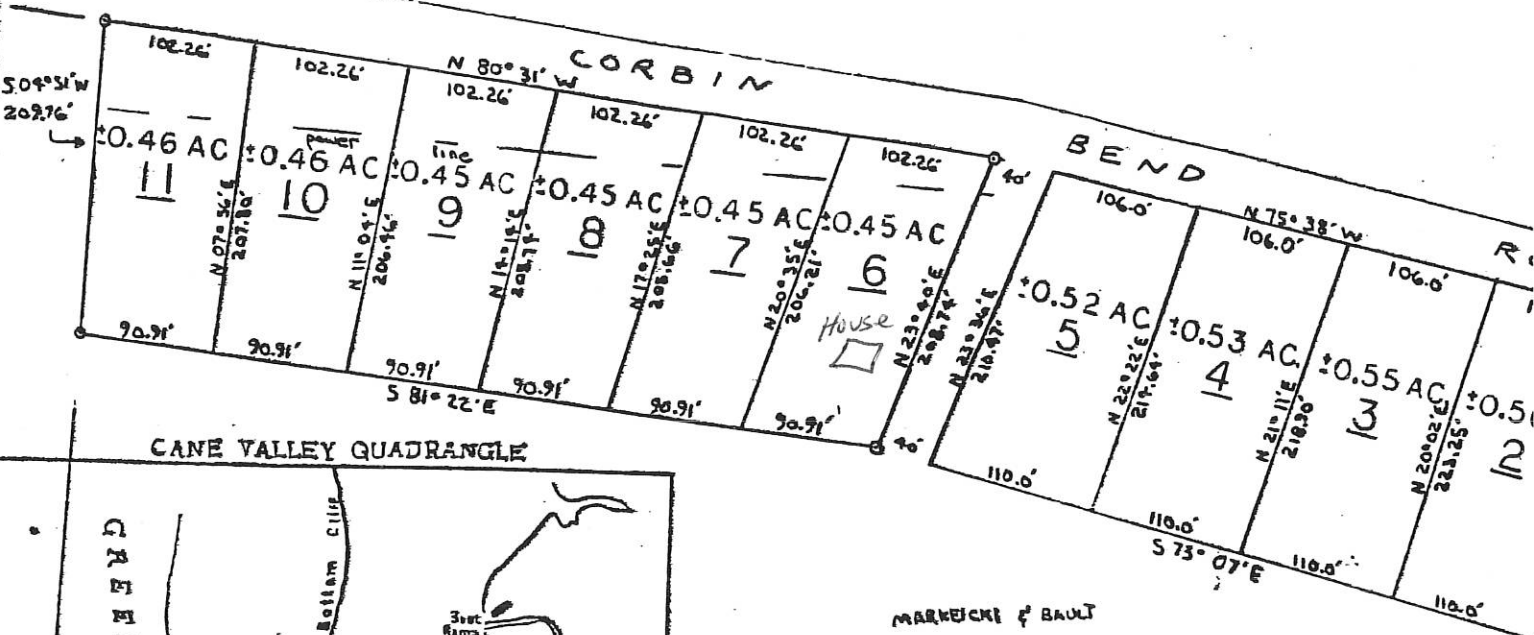 CORBIN BEND
N 80° 31' W
N 75° 38' W
S 04° 51' W
209.76'
102.26'
102.26'
102.26'
102.26'
102.26'
102.26'
40'
106.0'
106.0'
106.0'
power line
±0.46 AC
11
±0.46 AC
10
±0.45 AC
9
±0.45 AC
8
±0.45 AC
7
±0.45 AC
6
House
±0.52 AC
5
±0.53 AC.
4
±0.55 AC
3
2
N 07° 56' E
207.80'
N 11° 04' E
206.46'
N 14° 14' E
N 17° 25' E
N 20° 35' E
206.21'
N 23° 40' E
208.74'
N 23° 36' E
210.47'
N 22° 22' E
214.64'
N 21° 11' E
218.90'
N 20° 02' E
223.25'
90.91'
90.91'
90.91'
90.91'
90.91'
90.91'
40'
S 81° 22' E
110.0'
110.0'
110.0'
110.0'
S 73° 07' E
CANE VALLEY QUADRANGLE
Bottom Cliff
Boat
Ramp